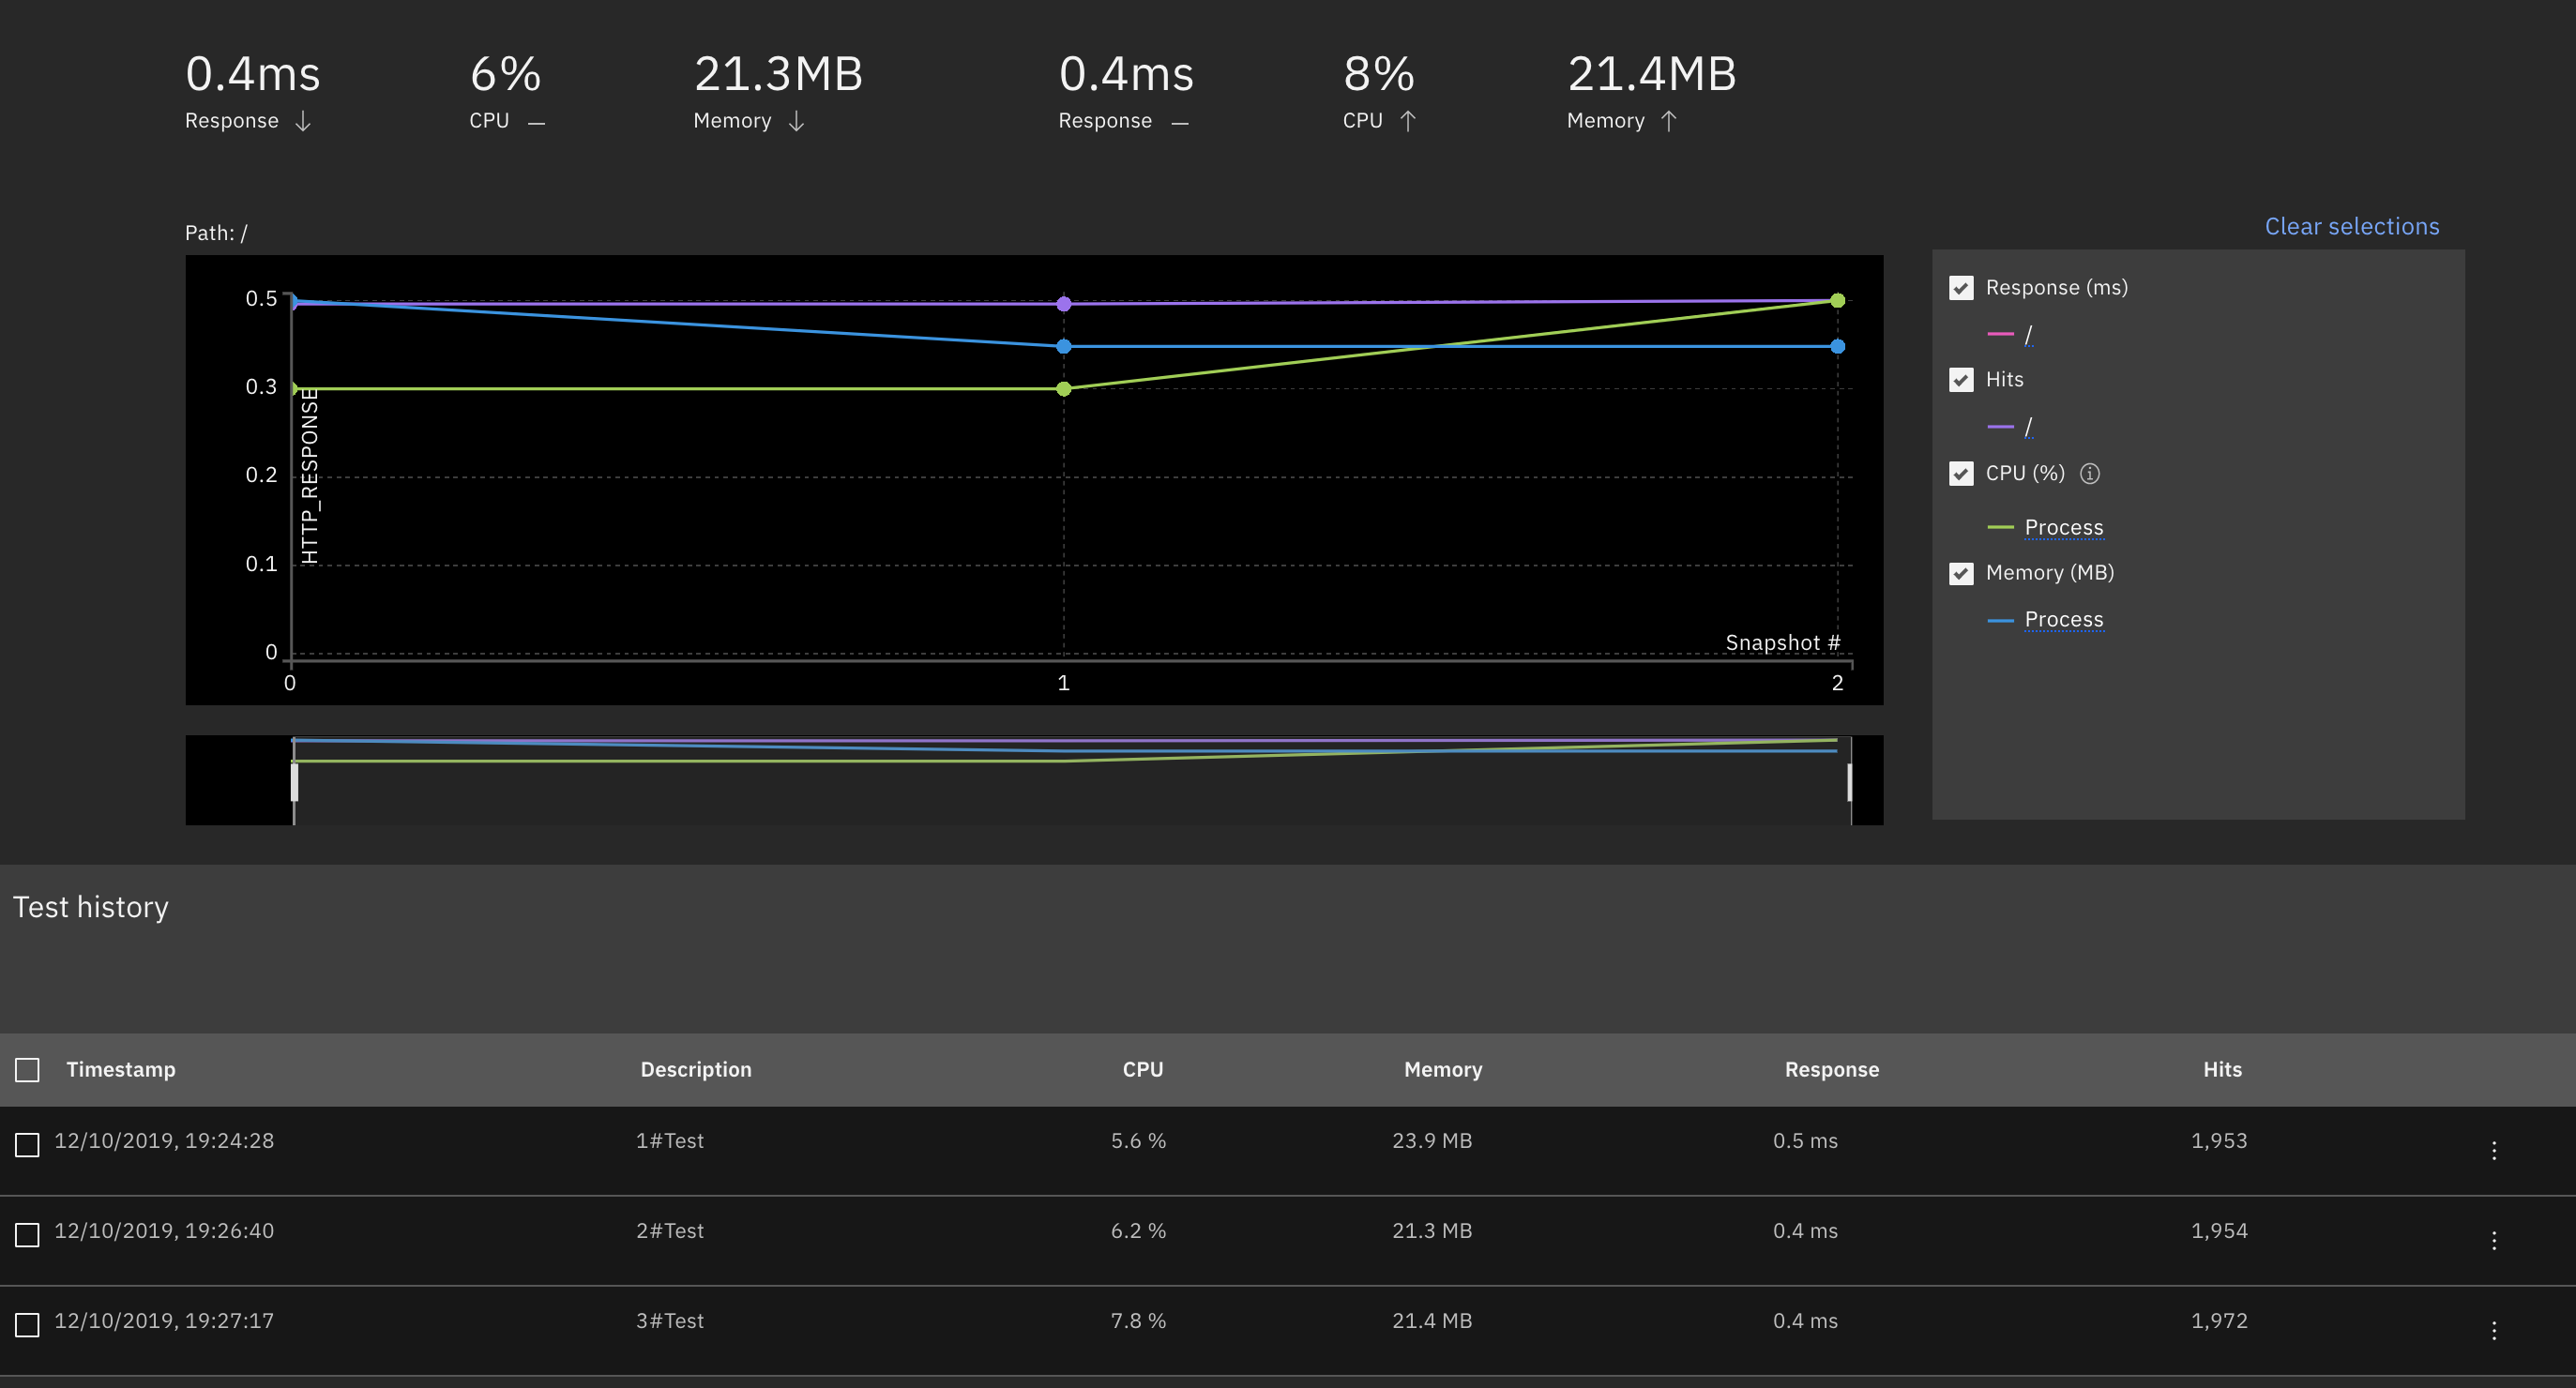 0.4ms 6% 21.3MB 0.4ms 8% 21.4MB
Response CPU Memory Response CPU Memory
Clear selections
Path: /
Response (ms)
/
Hits
/
CPU (%)
Process
Memory (MB)
Process
0.5
0.3
0.2
0.1
0
HTTP_RESPONSE
Snapshot #
0 1 2
Test history
Timestamp Description CPU Memory Response Hits
12/10/2019, 19:24:28 1#Test 5.6 % 23.9 MB 0.5 ms 1,953
12/10/2019, 19:26:40 2#Test 6.2 % 21.3 MB 0.4 ms 1,954
12/10/2019, 19:27:17 3#Test 7.8 % 21.4 MB 0.4 ms 1,972